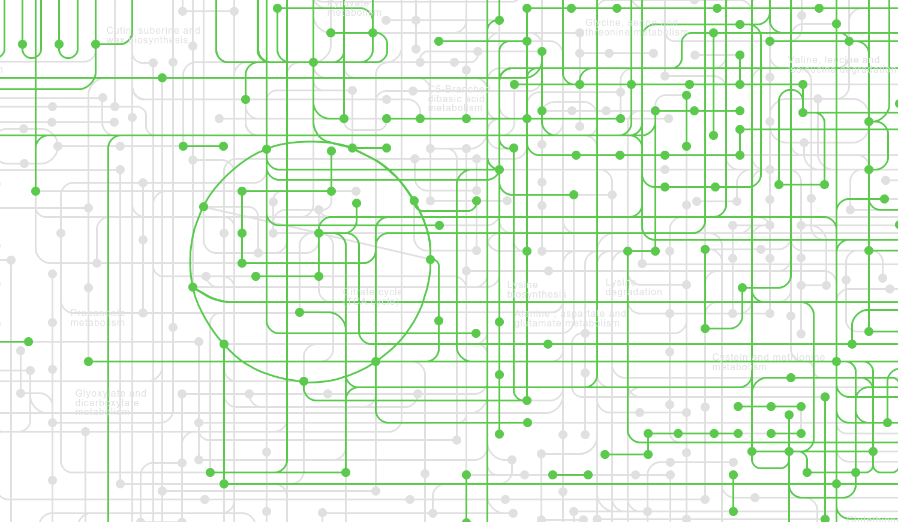 metabolism
Glycine, serine and
threonine metabolism
Cutin, suberine and
wax biosynthesis
Valine, leucine and
isoleucine degradation
C5-Branched
dibasic acid
metabolism
Lysine
biosynthesis
Lysine
degradation
Citrate cycle
Propanoate
metabolism
Alanine, aspartate and
glutamate metabolism
Cysteine and methionine
metabolism
Glyoxylate and
dicarboxylate
metabolism